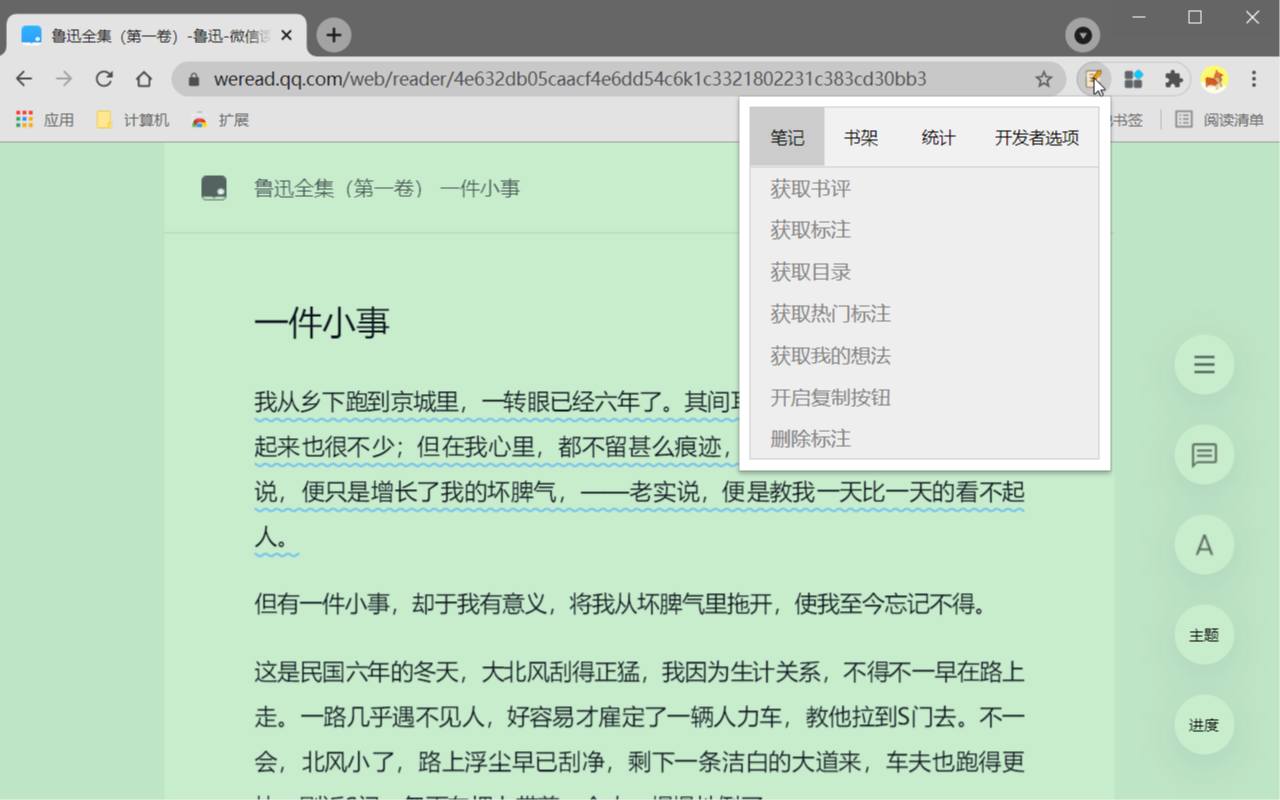 鲁迅全集（第一卷）-鲁迅-微信
weread.qq.com/web/reader/4e632db05caacf4e6dd54c6k1c3321802231c383cd30bb3
应用 计算机 扩展 书签 阅读清单
笔记 书架 统计 开发者选项
获取书评
获取标注
获取目录
获取热门标注
获取我的想法
开启复制按钮
删除标注
鲁迅全集（第一卷） 一件小事
一件小事
我从乡下跑到京城里，一转眼已经六年了。其间
起来也很不少；但在我心里，都不留甚么痕迹，
说，便只是增长了我的坏脾气，——老实说，便是教我一天比一天的看不起
人。
但有一件小事，却于我有意义，将我从坏脾气里拖开，使我至今忘记不得。
这是民国六年的冬天，大北风刮得正猛，我因为生计关系，不得不一早在路上
走。一路几乎遇不见人，好容易才雇定了一辆人力车，教他拉到S门去。不一
会，北风小了，路上浮尘早已刮净，剩下一条洁白的大道来，车夫也跑得更
A
主题
进度